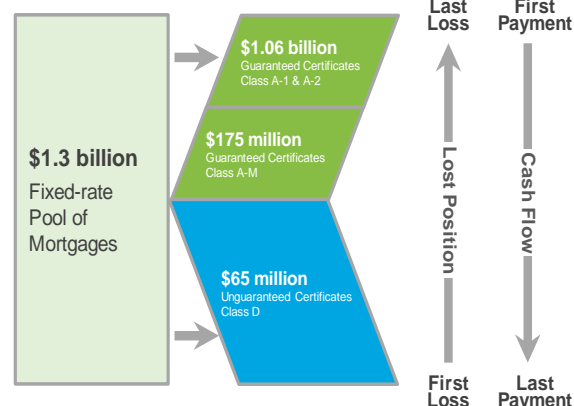 Last
Loss
First
Payment
$1.06 billion
Guaranteed Certificates
Class A-1 & A-2
$175 million
Guaranteed Certificates
Class A-M
$1.3 billion
Fixed-rate
Pool of
Mortgages
$65 million
Unguaranteed Certificates
Class D
Lost Position
Cash Flow
First
Loss
Last
Payment